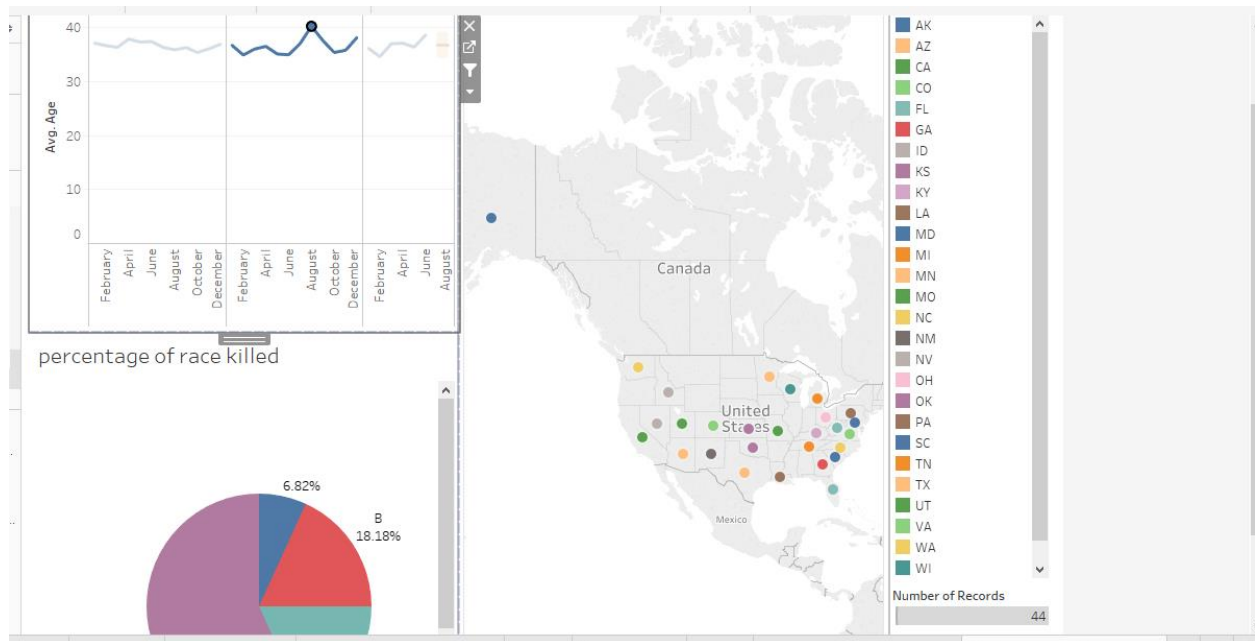 40
30
20
10
0
Avg. Age
February
April
June
August
October
December
February
April
June
August
October
December
February
April
June
August
percentage of race killed
6.82%
B
18.18%
Canada
United
States
Mexico
AK
AZ
CA
CO
FL
GA
ID
KS
KY
LA
MD
MI
MN
MO
NC
NM
NV
OH
OK
PA
SC
TN
TX
UT
VA
WA
WI
Number of Records
44